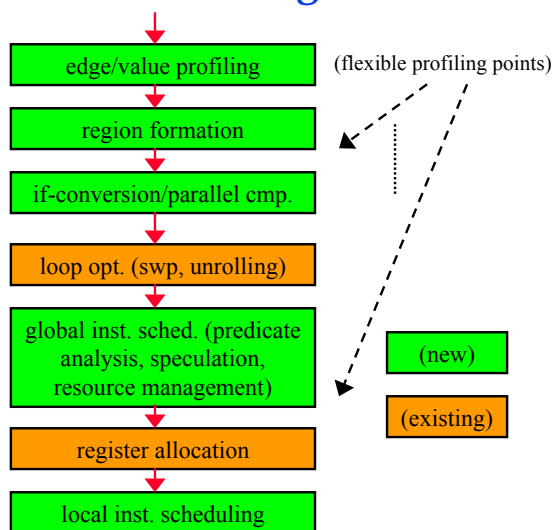 edge/value profiling
(flexible profiling points)
region formation
if-conversion/parallel cmp.
loop opt. (swp, unrolling)
global inst. sched. (predicate
analysis, speculation,
resource management)
(new)
(existing)
register allocation
local inst. scheduling